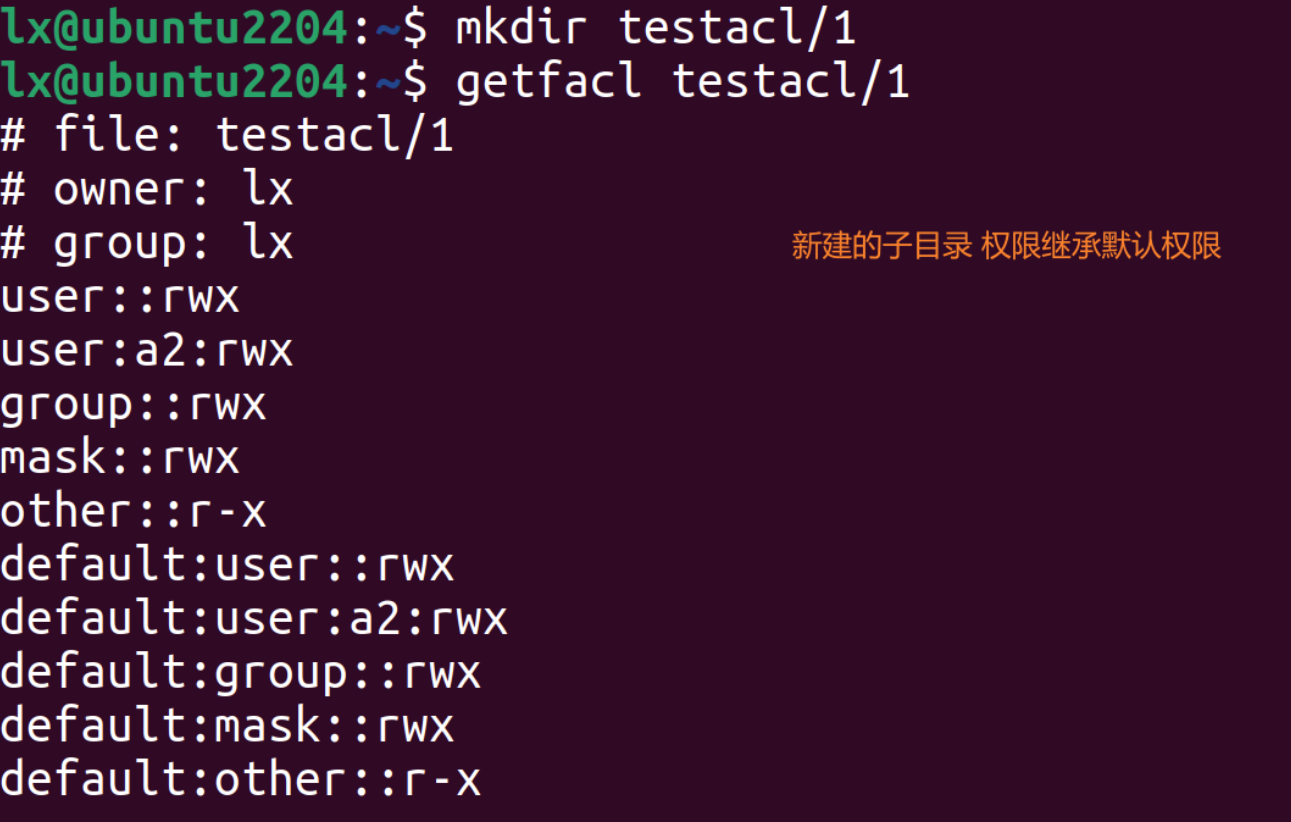 lx@ubuntu2204:~$ mkdir testacl/1
lx@ubuntu2204:~$ getfacl testacl/1
# file: testacl/1
# owner: lx
# group: lx
新建的子目录 权限继承默认权限
user::rwx
user:a2:rwx
group::rwx
mask::rwx
other::r-x
default:user::rwx
default:user:a2:rwx
default:group::rwx
default:mask::rwx
default:other::r-x